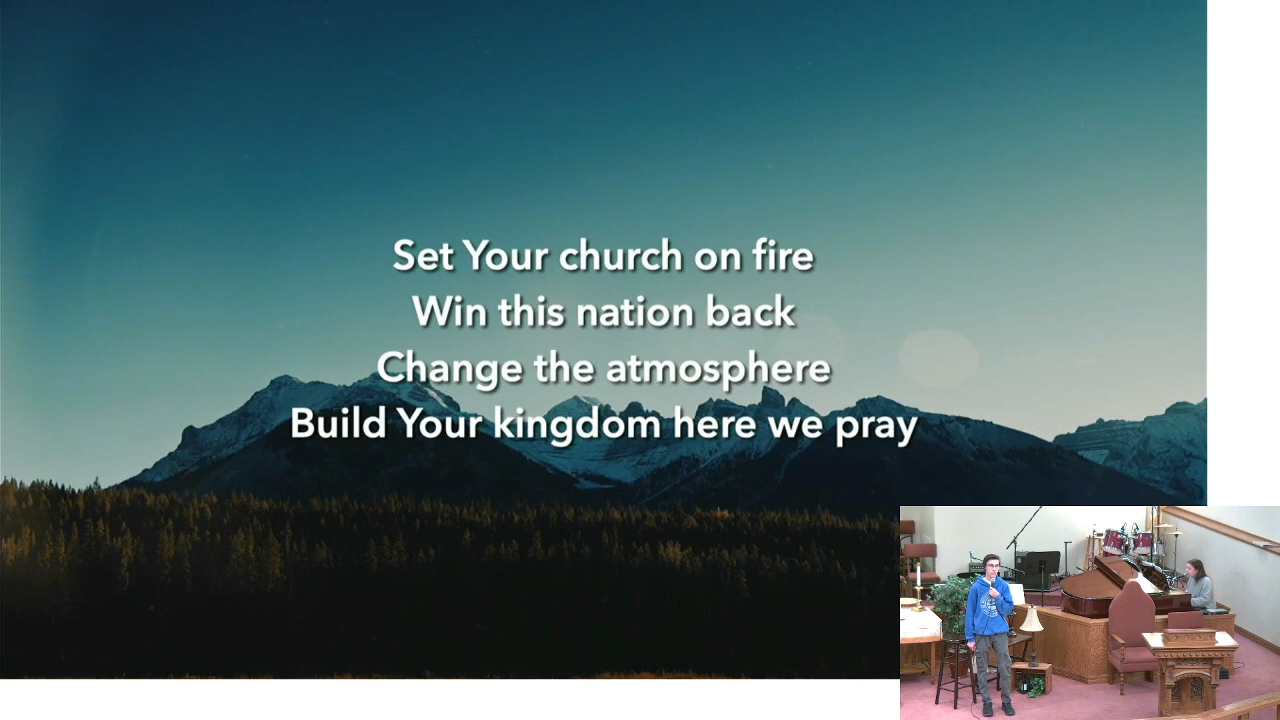 Set Your church on fire
Win this nation back
Change the atmosphere
Build Your kingdom here we pray